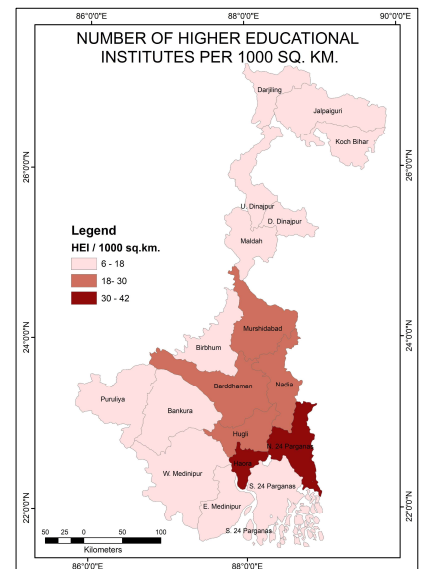 86°0'0"E
88°0'0"E
90°0'0"E
NUMBER OF HIGHER EDUCATIONAL
INSTITUTES PER 1000 SQ. KM.
Darjiling
Jalpaiguri
Koch Bihar
26°0'0"N
26°0'0"N
U. Dinajpur
D. Dinajpur
Maldah
Legend
HEI / 1000 sq.km.
6 - 18
18- 30
30 - 42
24°0'0"N
24°0'0"N
Murshidabad
Birbhum
Barddhaman
Nadia
Puruliya
Bankura
Hugli
N. 24 Parganas
W. Medinipur
S. 24 Parganas
E. Medinipur
S. 24 Parganas
22°0'0"N
22°0'0"N
50 25 0 50 100
Kilometers
86°0'0"E
88°0'0"E